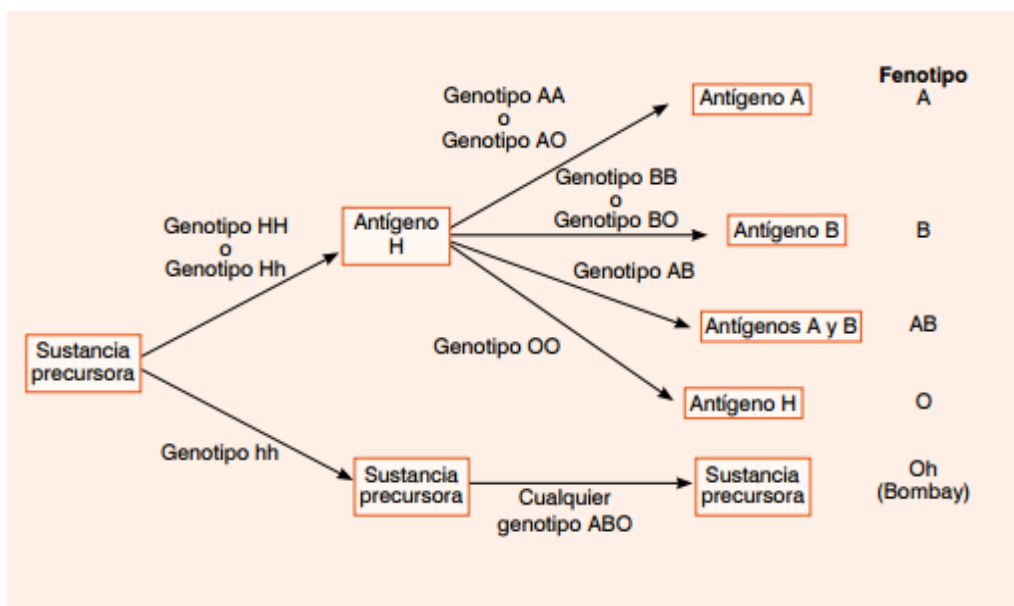 Fenotipo
Genotipo AA
o
Genotipo AO
Antígeno A
A
Genotipo BB
o
Genotipo BO
Antígeno B
B
Genotipo HH
o
Genotipo Hh
Antígeno
H
Genotipo AB
Antígenos A y B
AB
Sustancia
precursora
Genotipo OO
Antígeno H
O
Genotipo hh
Sustancia
precursora
Cualquier
genotipo ABO
Sustancia
precursora
Oh
(Bombay)